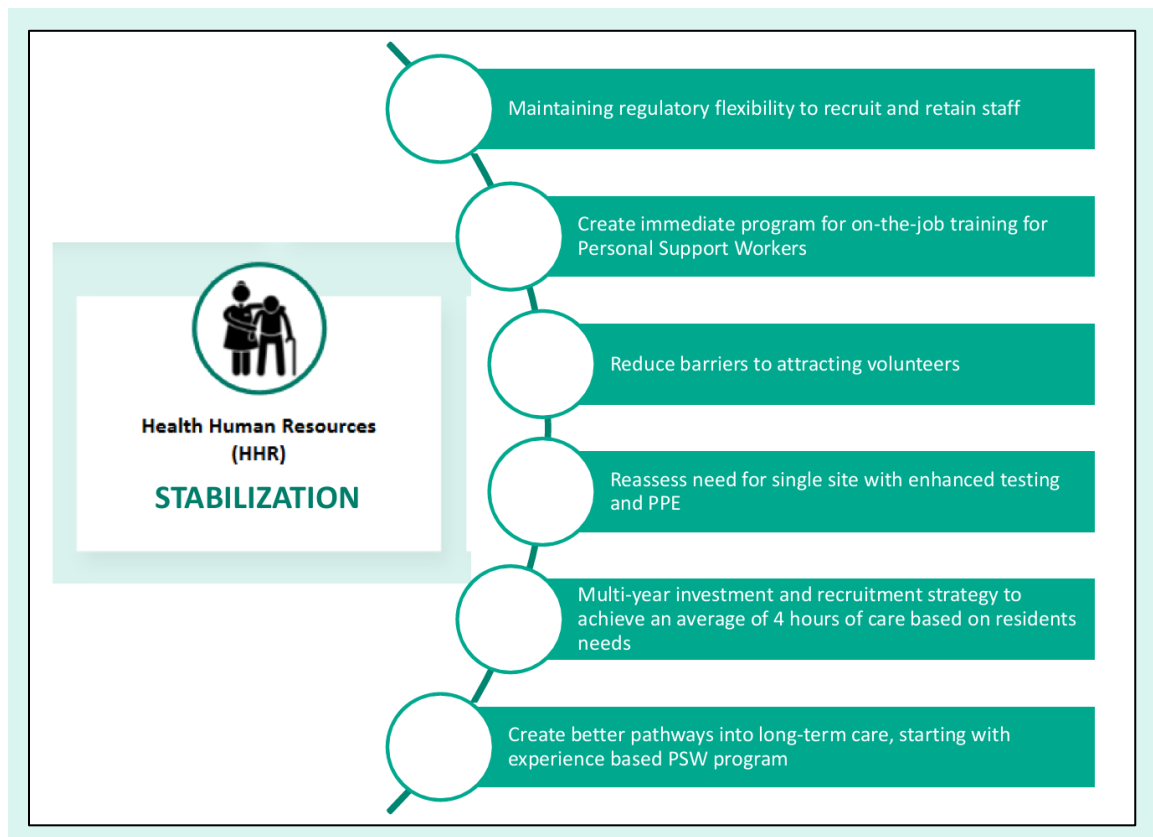 Health Human Resources
(HHR)
STABILIZATION
Maintaining regulatory flexibility to recruit and retain staff
Create immediate program for on-the-job training for
Personal Support Workers
Reduce barriers to attracting volunteers
Reassess need for single site with enhanced testing
and PPE
Multi-year investment and recruitment strategy to
achieve an average of 4 hours of care based on residents
needs
Create better pathways into long-term care, starting with
experience based PSW program